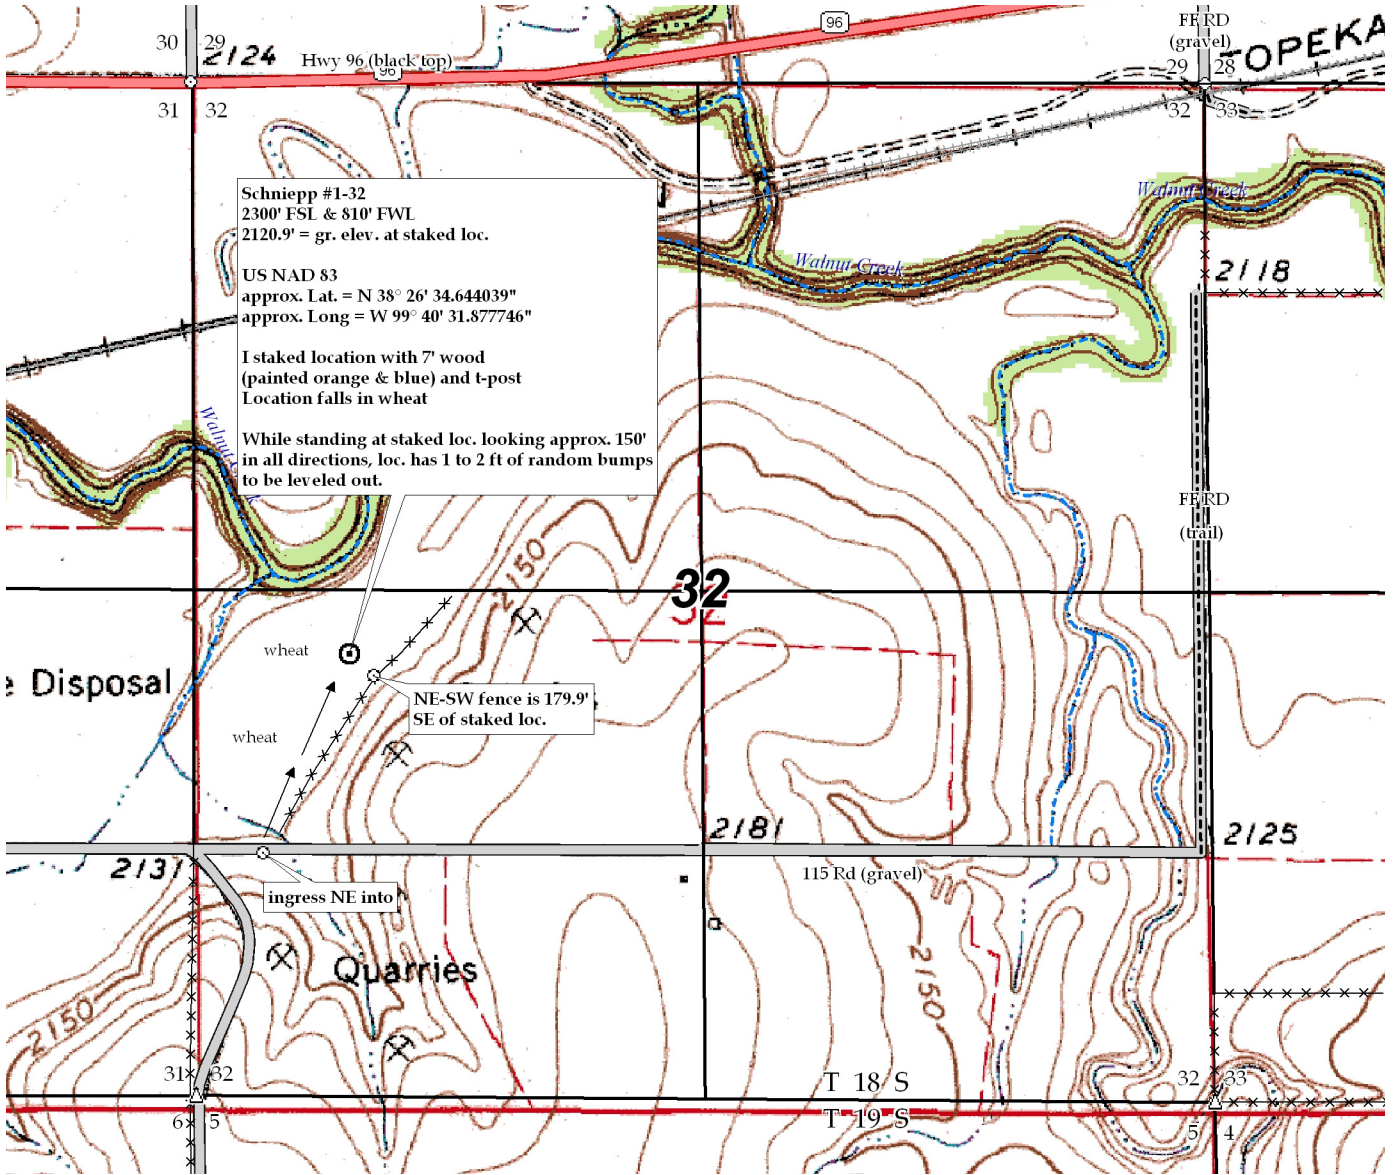 96
FF RD
(gravel)
TOPEKA
30 29
2124
Hwy 96 (black top)
96
29 28
31 32
32 33
Schniepp #1-32
2300' FSL & 810' FWL
2120.9' = gr. elev. at staked loc.
US NAD 83
approx. Lat. = N 38° 26' 34.644039"
approx. Long = W 99° 40' 31.877746"
I staked location with 7' wood
(painted orange & blue) and t-post
Location falls in wheat
While standing at staked loc. looking approx. 150'
in all directions, loc. has 1 to 2 ft of random bumps
to be leveled out.
Walnut Creek
Walnut Creek
2118
Walnut
FF RD
(trail)
2150
32
32
wheat
e Disposal
NE-SW fence is 179.9'
SE of staked loc.
wheat
2181
2125
2131
115 Rd (gravel)
ingress NE into
Quarries
2150
2150
31 32
T 18 S
32 33
6 5
T 19 S
5 4